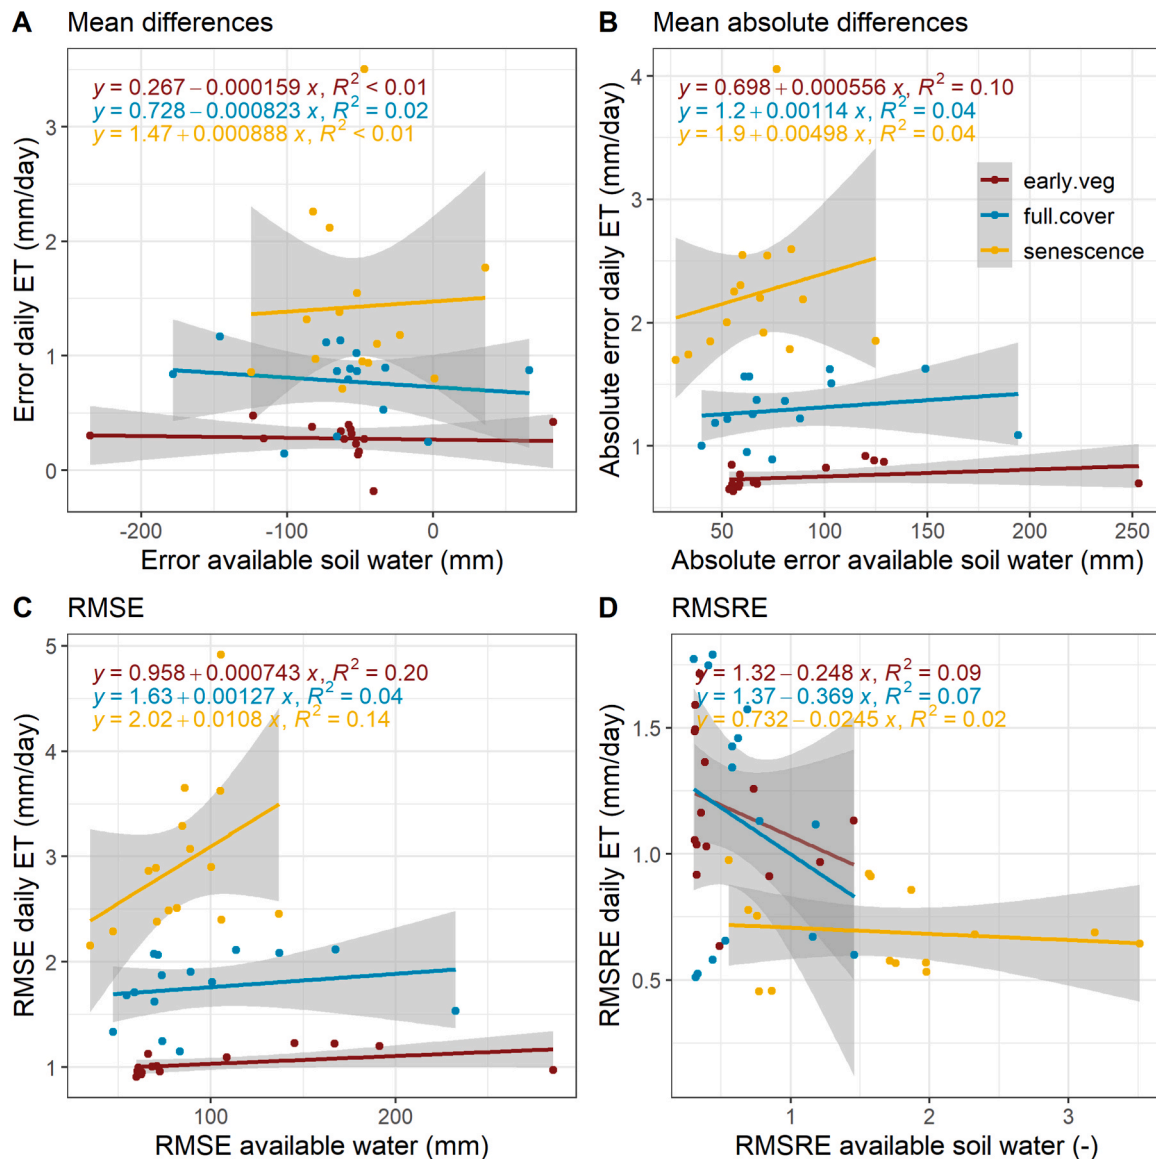 A Mean differences
y = 0.267 − 0.000159 x, R² < 0.01
y = 0.728 − 0.000823 x, R² = 0.02
y = 1.47 + 0.000888 x, R² < 0.01
Error daily ET (mm/day)
3
2
1
0
-200 -100 0
Error available soil water (mm)
B Mean absolute differences
y = 0.698 + 0.000556 x, R² = 0.10
y = 1.2 + 0.00114 x, R² = 0.04
y = 1.9 + 0.00498 x, R² = 0.04
early.veg
full.cover
senescence
Absolute error daily ET (mm/day)
4
3
2
1
50 100 150 200 250
Absolute error available soil water (mm)
C RMSE
y = 0.958 + 0.000743 x, R² = 0.20
y = 1.63 + 0.00127 x, R² = 0.04
y = 2.02 + 0.0108 x, R² = 0.14
RMSE daily ET (mm/day)
5
4
3
2
1
100 200
RMSE available water (mm)
D RMSRE
y = 1.32 − 0.248 x, R² = 0.09
y = 1.37 − 0.369 x, R² = 0.07
y = 0.732 − 0.0245 x, R² = 0.02
RMSRE daily ET (mm/day)
1.5
1.0
0.5
1 2 3
RMSRE available soil water (-)